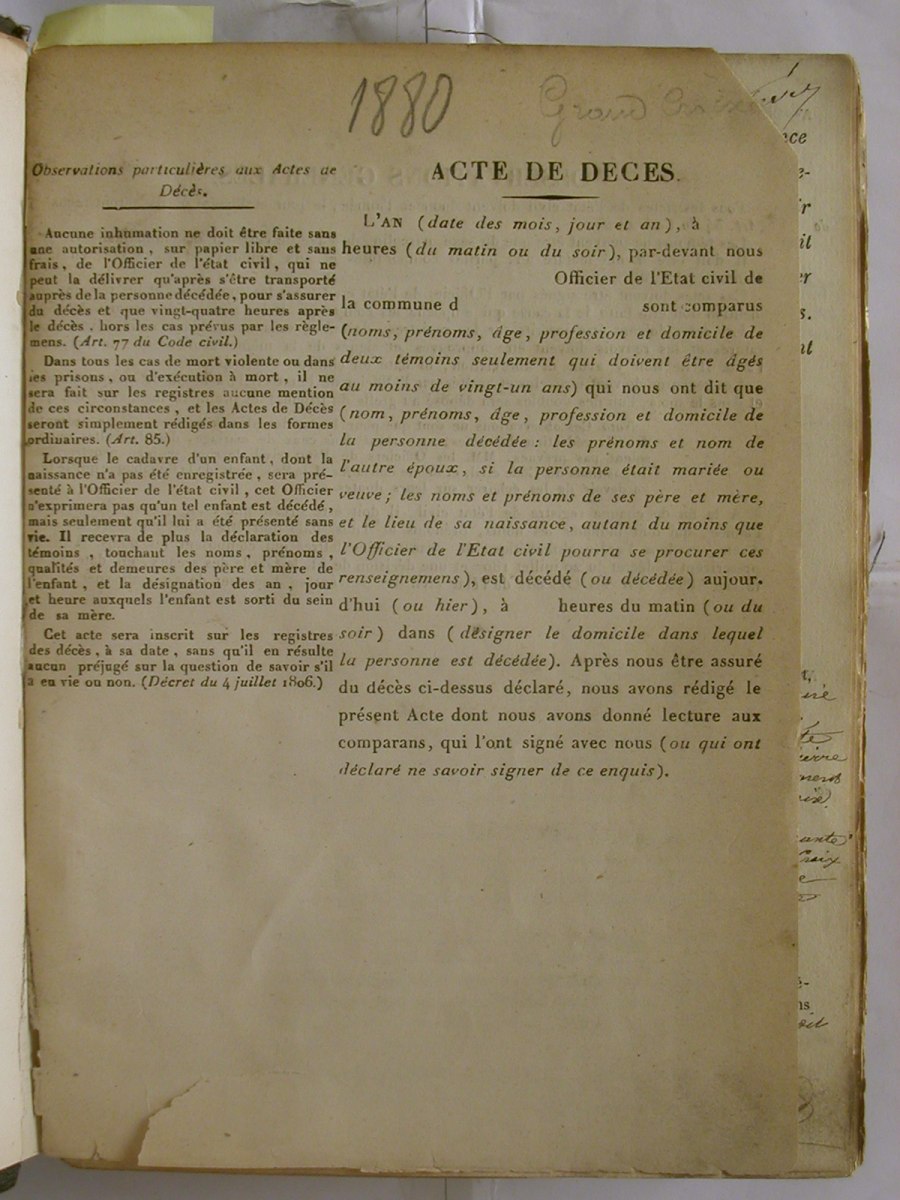 1880
Grand
Observations particulières aux Actes de
Décès.
Aucune inhumation ne doit être faite sans
une autorisation, sur papier libre et sans
frais, de l'Officier de l'état civil, qui ne
peut la délivrer qu'après s'être transporté
auprès de la personne décédée, pour s'assurer
du décès et que vingt-quatre heures après
le décès, hors les cas prévus par les règle-
mens. (Art. 77 du Code civil.)
Dans tous les cas de mort violente ou dans
les prisons, ou d'exécution à mort, il ne
sera fait sur les registres aucune mention
de ces circonstances, et les Actes de Décès
seront simplement rédigés dans les formes
ordinaires. (Art. 85.)
Lorsque le cadavre d'un enfant, dont la
naissance n'a pas été enregistrée, sera pré-
senté à l'Officier de l'état civil, cet Officier
n'exprimera pas qu'un tel enfant est décédé,
mais seulement qu'il lui a été présenté sans
vie. Il recevra de plus la déclaration des
témoins, touchant les noms, prénoms,
qualités et demeures des père et mère de
l'enfant, et la désignation des an, jour
et heure auxquels l'enfant est sorti du sein
de sa mère.
Cet acte sera inscrit sur les registres
des décès, à sa date, sans qu'il en résulte
aucun préjugé sur la question de savoir s'il
a eu vie ou non. (Décret du 4 juillet 1806.)
ACTE DE DECES.
L'AN (date des mois, jour et an), à
heures (du matin ou du soir), par-devant nous
Officier de l'Etat civil de
la commune d sont comparus
(noms, prénoms, âge, profession et domicile de
deux témoins seulement qui doivent être âgés
au moins de vingt-un ans) qui nous ont dit que
(nom, prénoms, âge, profession et domicile de
la personne décédée : les prénoms et nom de
l'autre époux, si la personne était mariée ou
veuve; les noms et prénoms de ses père et mère,
et le lieu de sa naissance, autant du moins que
l'Officier de l'Etat civil pourra se procurer ces
renseignemens), est décédé (ou décédée) aujour.
d'hui (ou hier), à heures du matin (ou du
soir) dans (désigner le domicile dans lequel
la personne est décédée). Après nous être assuré
du décès ci-dessus déclaré, nous avons rédigé le
présent Acte dont nous avons donné lecture aux
comparans, qui l'ont signé avec nous (ou qui ont
déclaré ne savoir signer de ce enquis).